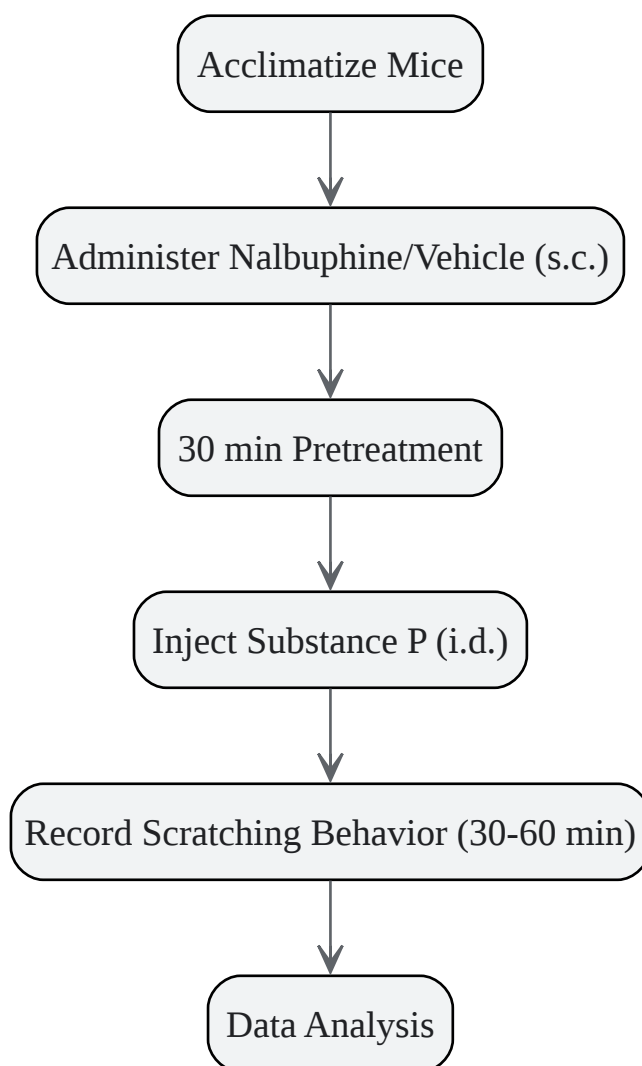 Acclimatize Mice
Administer Nalbuphine/Vehicle (s.c.)
30 min Pretreatment
Inject Substance P (i.d.)
Record Scratching Behavior (30-60 min)
Data Analysis